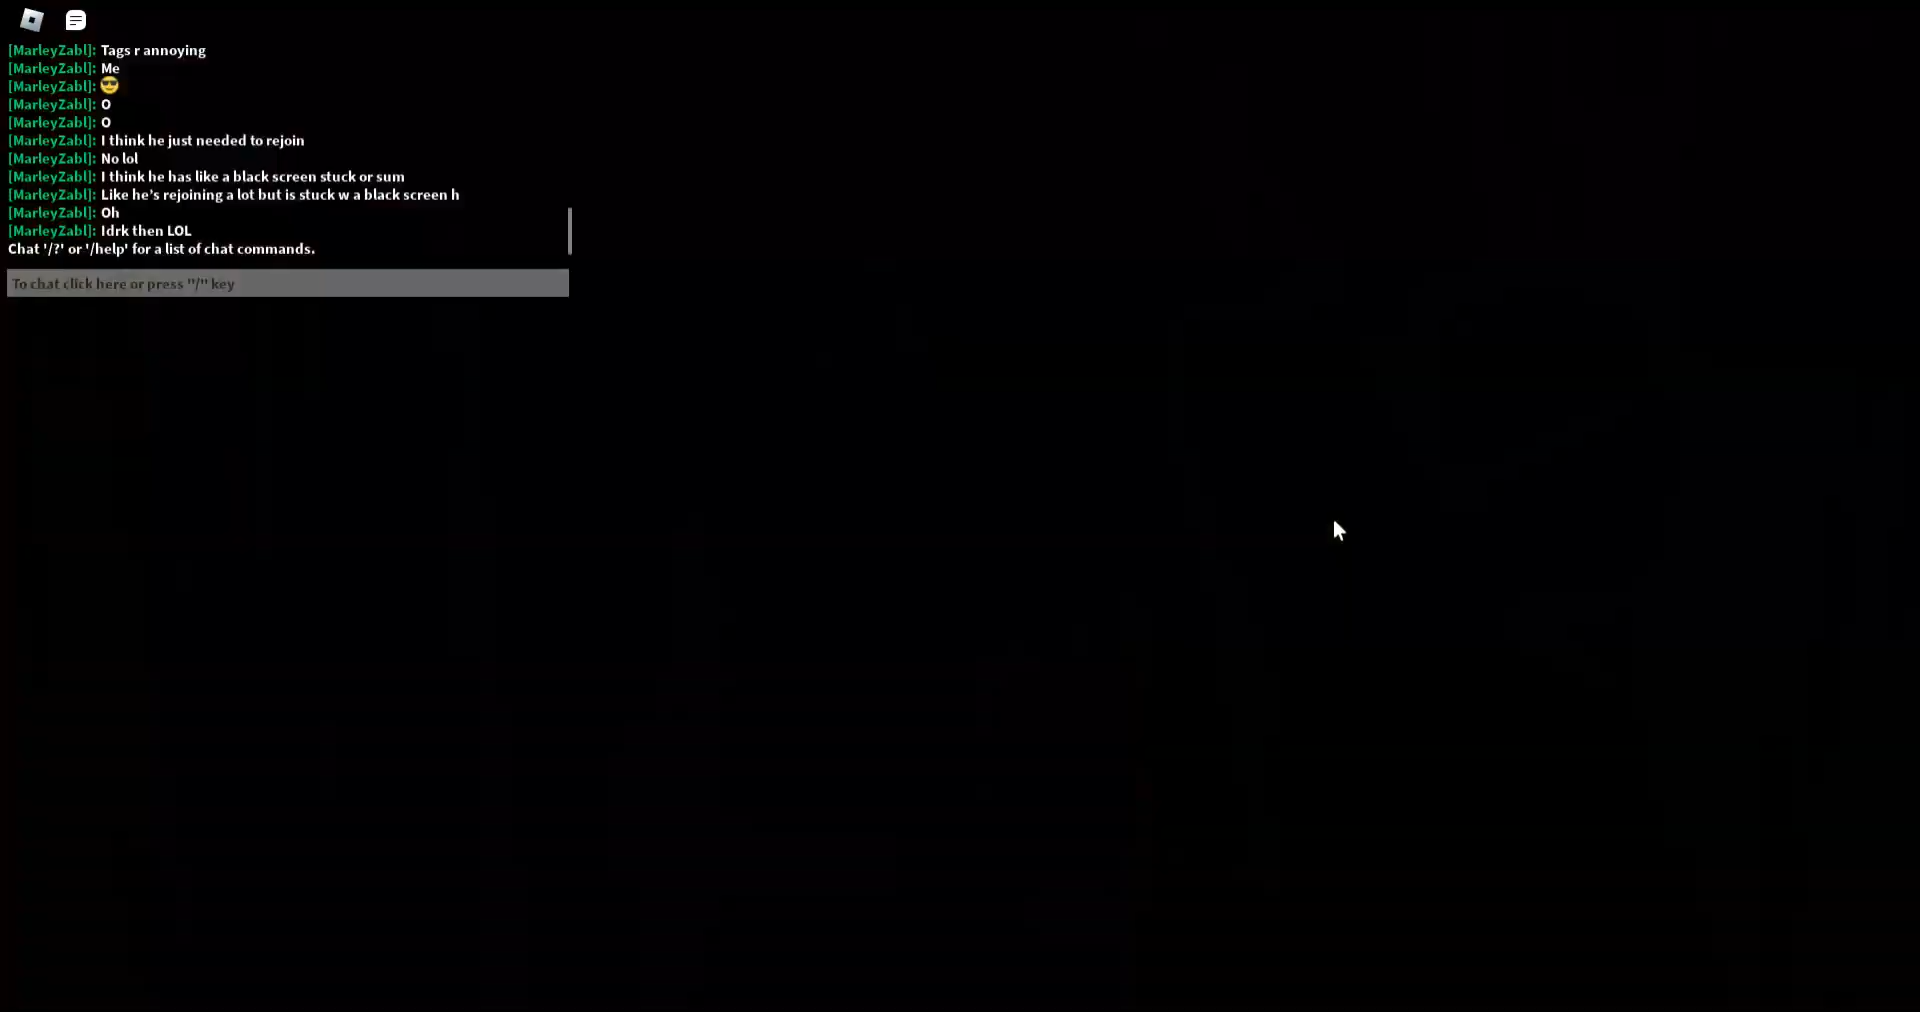 [MarleyZabl]: Tags r annoying
[MarleyZabl]: Me
[MarleyZabl]: 😎
[MarleyZabl]: O
[MarleyZabl]: O
[MarleyZabl]: I think he just needed to rejoin
[MarleyZabl]: No lol
[MarleyZabl]: I think he has like a black screen stuck or sum
[MarleyZabl]: Like he's rejoining a lot but is stuck w a black screen h
[MarleyZabl]: Oh
[MarleyZabl]: Idrk then LOL
Chat '/?' or '/help' for a list of chat commands.
To chat click here or press "/" key